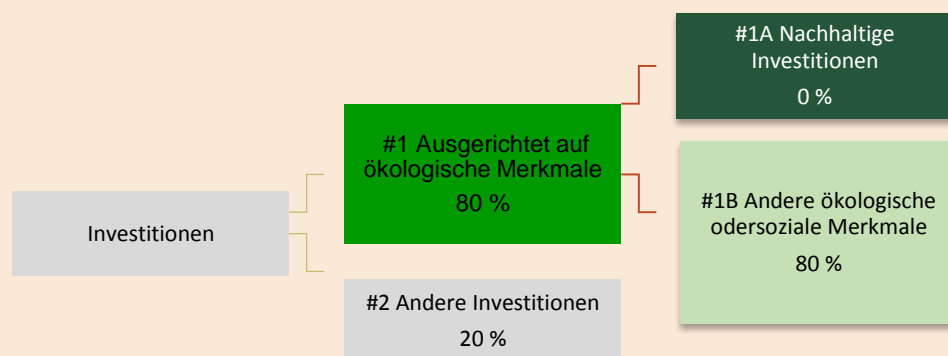 #1A Nachhaltige
Investitionen
0 %
#1 Ausgerichtet auf
ökologische Merkmale
80 %
#1B Andere ökologische
odersoziale Merkmale
80 %
Investitionen
#2 Andere Investitionen
20 %